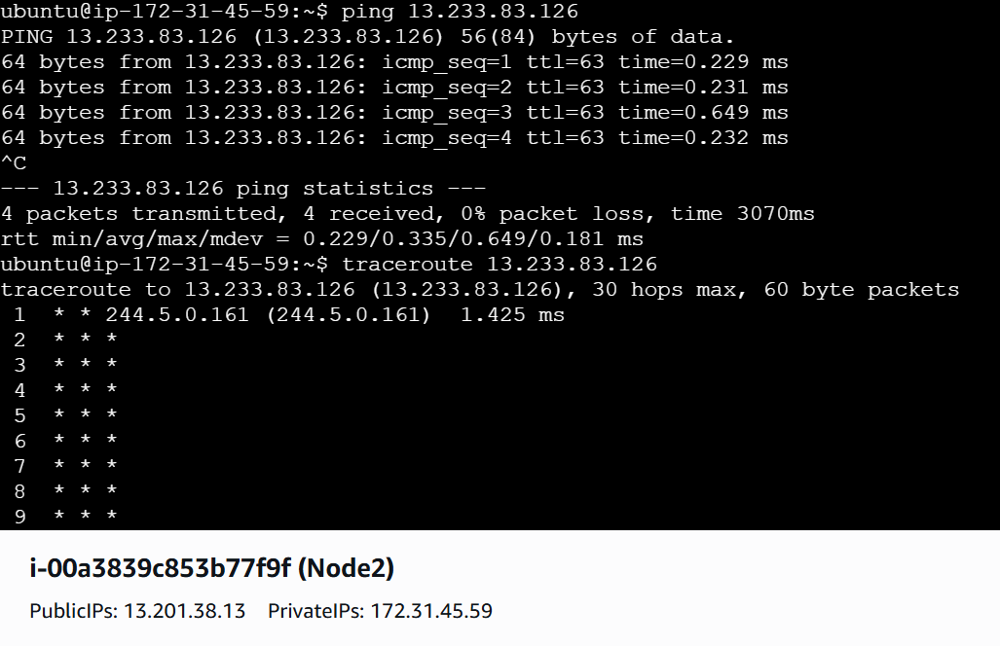 ubuntu@ip-172-31-45-59:~$ ping 13.233.83.126
PING 13.233.83.126 (13.233.83.126) 56(84) bytes of data.
64 bytes from 13.233.83.126: icmp_seq=1 ttl=63 time=0.229 ms
64 bytes from 13.233.83.126: icmp_seq=2 ttl=63 time=0.231 ms
64 bytes from 13.233.83.126: icmp_seq=3 ttl=63 time=0.649 ms
64 bytes from 13.233.83.126: icmp_seq=4 ttl=63 time=0.232 ms
^C
--- 13.233.83.126 ping statistics ---
4 packets transmitted, 4 received, 0% packet loss, time 3070ms
rtt min/avg/max/mdev = 0.229/0.335/0.649/0.181 ms
ubuntu@ip-172-31-45-59:~$ traceroute 13.233.83.126
traceroute to 13.233.83.126 (13.233.83.126), 30 hops max, 60 byte packets
 1  * * 244.5.0.161 (244.5.0.161)  1.425 ms
 2  * * *
 3  * * *
 4  * * *
 5  * * *
 6  * * *
 7  * * *
 8  * * *
 9  * * *
i-00a3839c853b77f9f (Node2)
PublicIPs: 13.201.38.13    PrivateIPs: 172.31.45.59